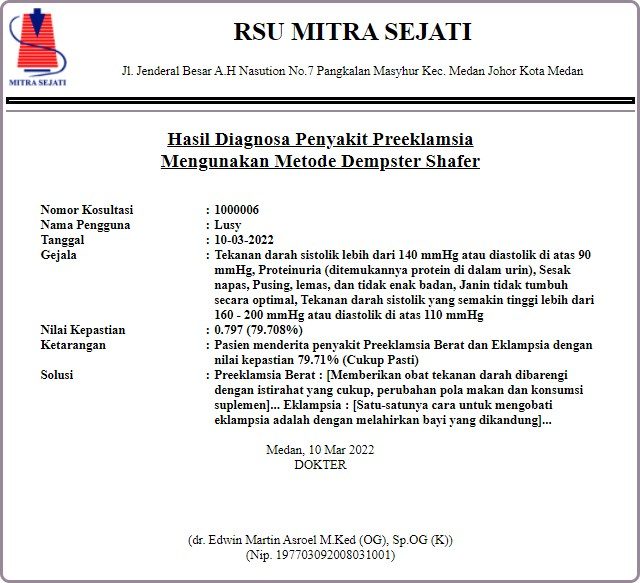 RSU MITRA SEJATI
MITRA SEJATI
Jl. Jenderal Besar A.H Nasution No.7 Pangkalan Masyhur Kec. Medan Johor Kota Medan
Hasil Diagnosa Penyakit Preeklamsia
Mengunakan Metode Dempster Shafer
Nomor Kosultasi : 1000006
Nama Pengguna : Lusy
Tanggal : 10-03-2022
Gejala : Tekanan darah sistolik lebih dari 140 mmHg atau diastolik di atas 90
mmHg, Proteinuria (ditemukannya protein di dalam urin), Sesak
napas, Pusing, lemas, dan tidak enak badan, Janin tidak tumbuh
secara optimal, Tekanan darah sistolik yang semakin tinggi lebih dari
160 - 200 mmHg atau diastolik di atas 110 mmHg
Nilai Kepastian : 0.797 (79.708%)
Ketarangan : Pasien menderita penyakit Preeklamsia Berat dan Eklampsia dengan
nilai kepastian 79.71% (Cukup Pasti)
Solusi : Preeklamsia Berat : [Memberikan obat tekanan darah dibarengi
dengan istirahat yang cukup, perubahan pola makan dan konsumsi
suplemen]... Eklampsia : [Satu-satunya cara untuk mengobati
eklampsia adalah dengan melahirkan bayi yang dikandung]...
Medan, 10 Mar 2022
DOKTER
(dr. Edwin Martin Asroel M.Ked (OG), Sp.OG (K))
(Nip. 197703092008031001)